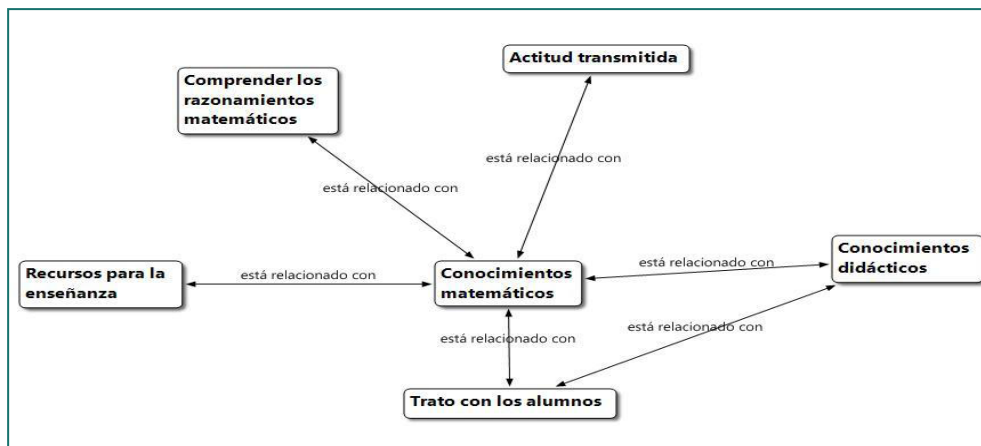 Actitud transmitida
Comprender los
razonamientos
matemáticos
está relacionado con
está relacionado con
Conocimientos
didácticos
está relacionado con
Recursos para la
enseñanza
está relacionado con
Conocimientos
matemáticos
está relacionado con
está relacionado con
Trato con los alumnos